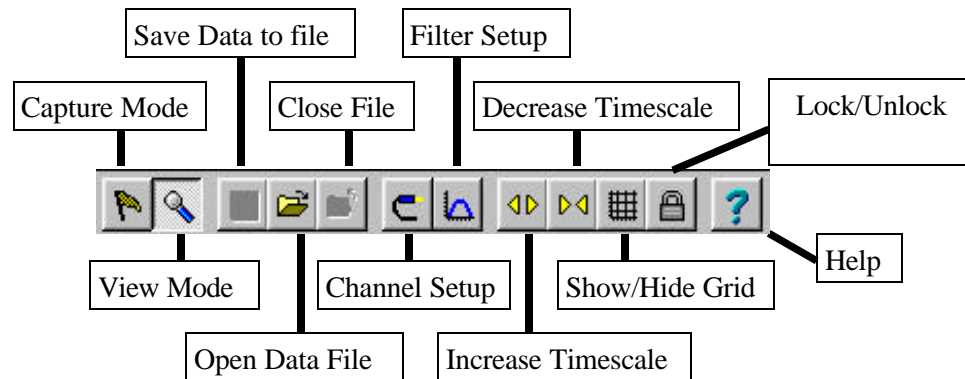 Save Data to file
Filter Setup
Capture Mode
Close File
Decrease Timescale
Lock/Unlock
View Mode
Channel Setup
Show/Hide Grid
Help
Open Data File
Increase Timescale